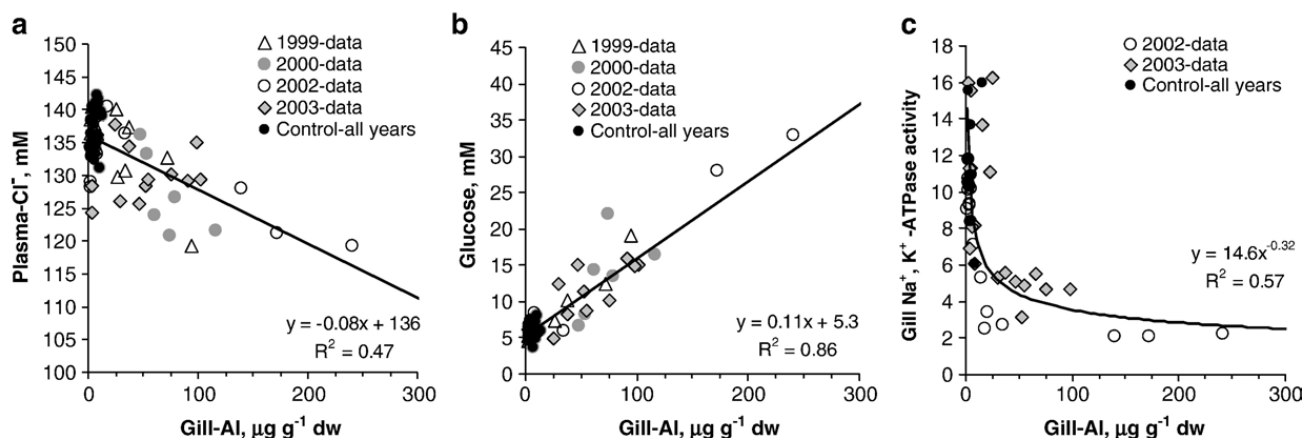 a
150
145
140
135
130
125
120
115
110
105
100
Plasma-Cl⁻, mM
1999-data
2000-data
2002-data
2003-data
Control-all years
y = -0.08x + 136
R² = 0.47
0
100
200
300
Gill-Al, µg g⁻¹ dw
b
40
35
30
25
20
15
10
5
0
Glucose, mM
1999-data
2000-data
2002-data
2003-data
Control-all years
y = 0.11x + 5.3
R² = 0.86
0
100
200
300
Gill-Al, µg g⁻¹ dw
c
18
16
14
12
10
8
6
4
2
0
Gill Na⁺, K⁺ -ATPase activity
2002-data
2003-data
Control-all years
y = 14.6x⁻⁰·³²
R² = 0.57
0
100
200
300
Gill-Al, µg g⁻¹ dw